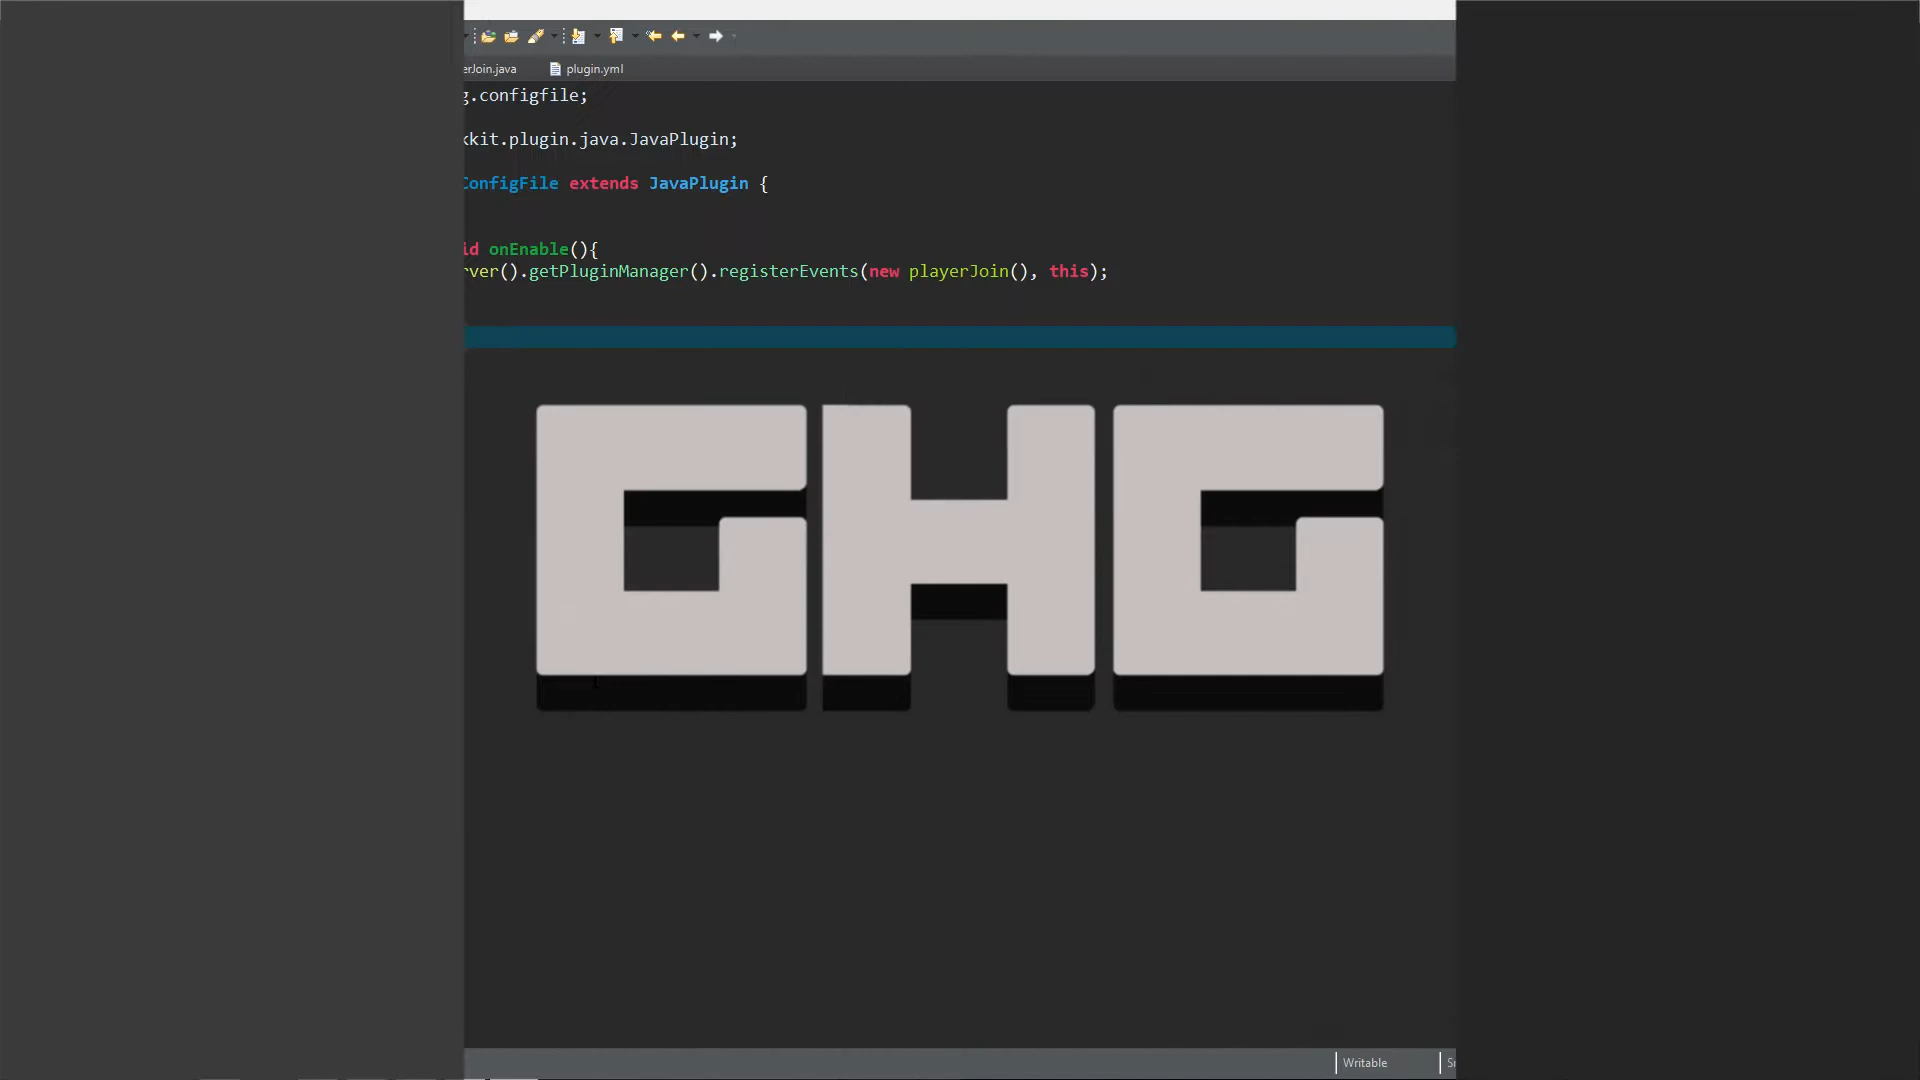 erJoin.java plugin.yml
g.configfile;
kkit.plugin.java.JavaPlugin;
ConfigFile extends JavaPlugin {
id onEnable(){
rver().getPluginManager().registerEvents(new playerJoin(), this);
GHG
Writable